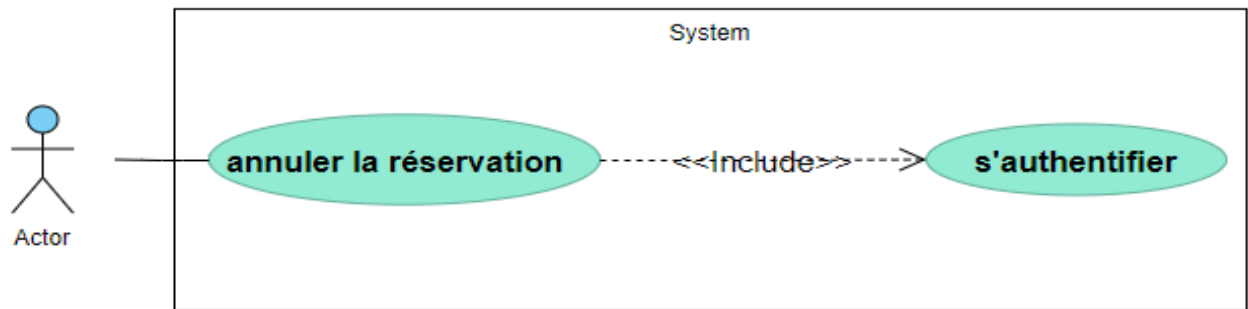 System
annuler la réservation
<<Include>>
s'authentifier
Actor